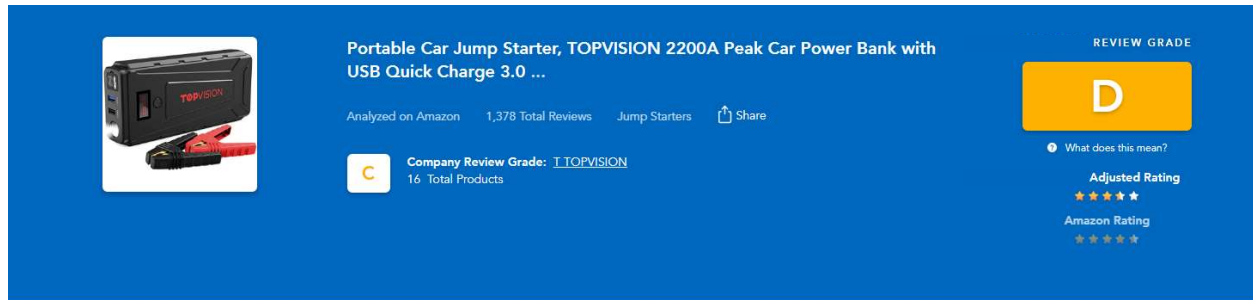 Portable Car Jump Starter, TOPVISION 2200A Peak Car Power Bank with
USB Quick Charge 3.0 ...
Analyzed on Amazon 1,378 Total Reviews Jump Starters Share
C
Company Review Grade: T TOPVISION
16 Total Products
TOPVISION
REVIEW GRADE
D
? What does this mean?
Adjusted Rating
Amazon Rating